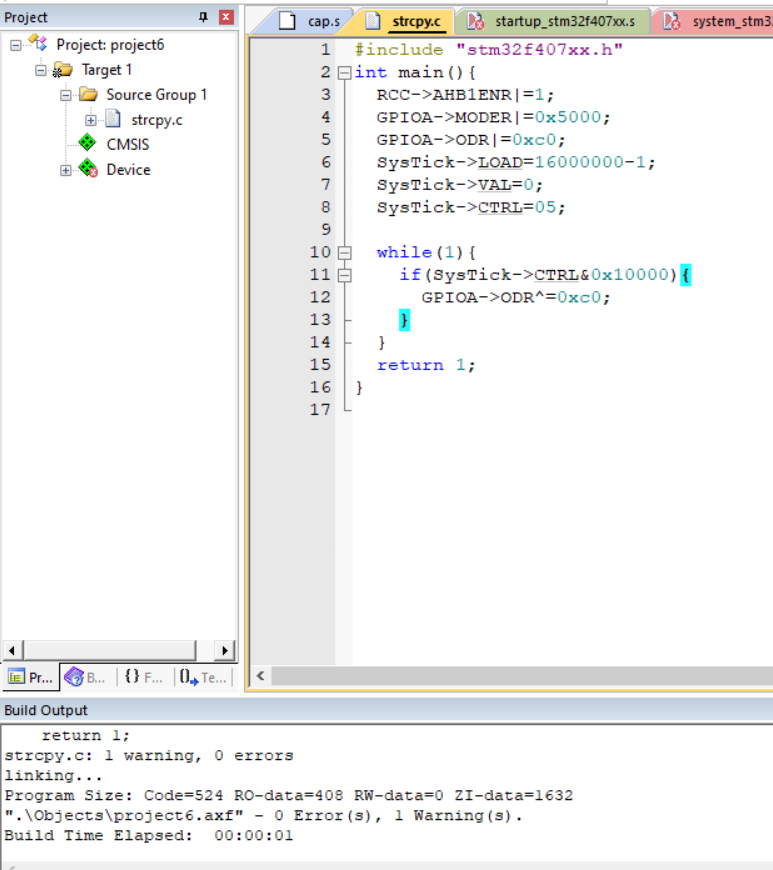 Project
Project: project6
Target 1
Source Group 1
strcpy.c
CMSIS
Device
Pr...
B...
{} F...
Te...
cap.s
strcpy.c
startup_stm32f407xx.s
system_stm3
1 #include "stm32f407xx.h"
2 int main(){
3 RCC->AHB1ENR|=1;
4 GPIOA->MODER|=0x5000;
5 GPIOA->ODR|=0xc0;
6 SysTick->LOAD=16000000-1;
7 SysTick->VAL=0;
8 SysTick->CTRL=05;
9
10 while(1){
11 if(SysTick->CTRL&0x10000){
12 GPIOA->ODR^=0xc0;
13 }
14 }
15 return 1;
16 }
17
Build Output
return 1;
strcpy.c: 1 warning, 0 errors
linking...
Program Size: Code=524 RO-data=408 RW-data=0 ZI-data=1632
".\Objects\project6.axf" - 0 Error(s), 1 Warning(s).
Build Time Elapsed: 00:00:01